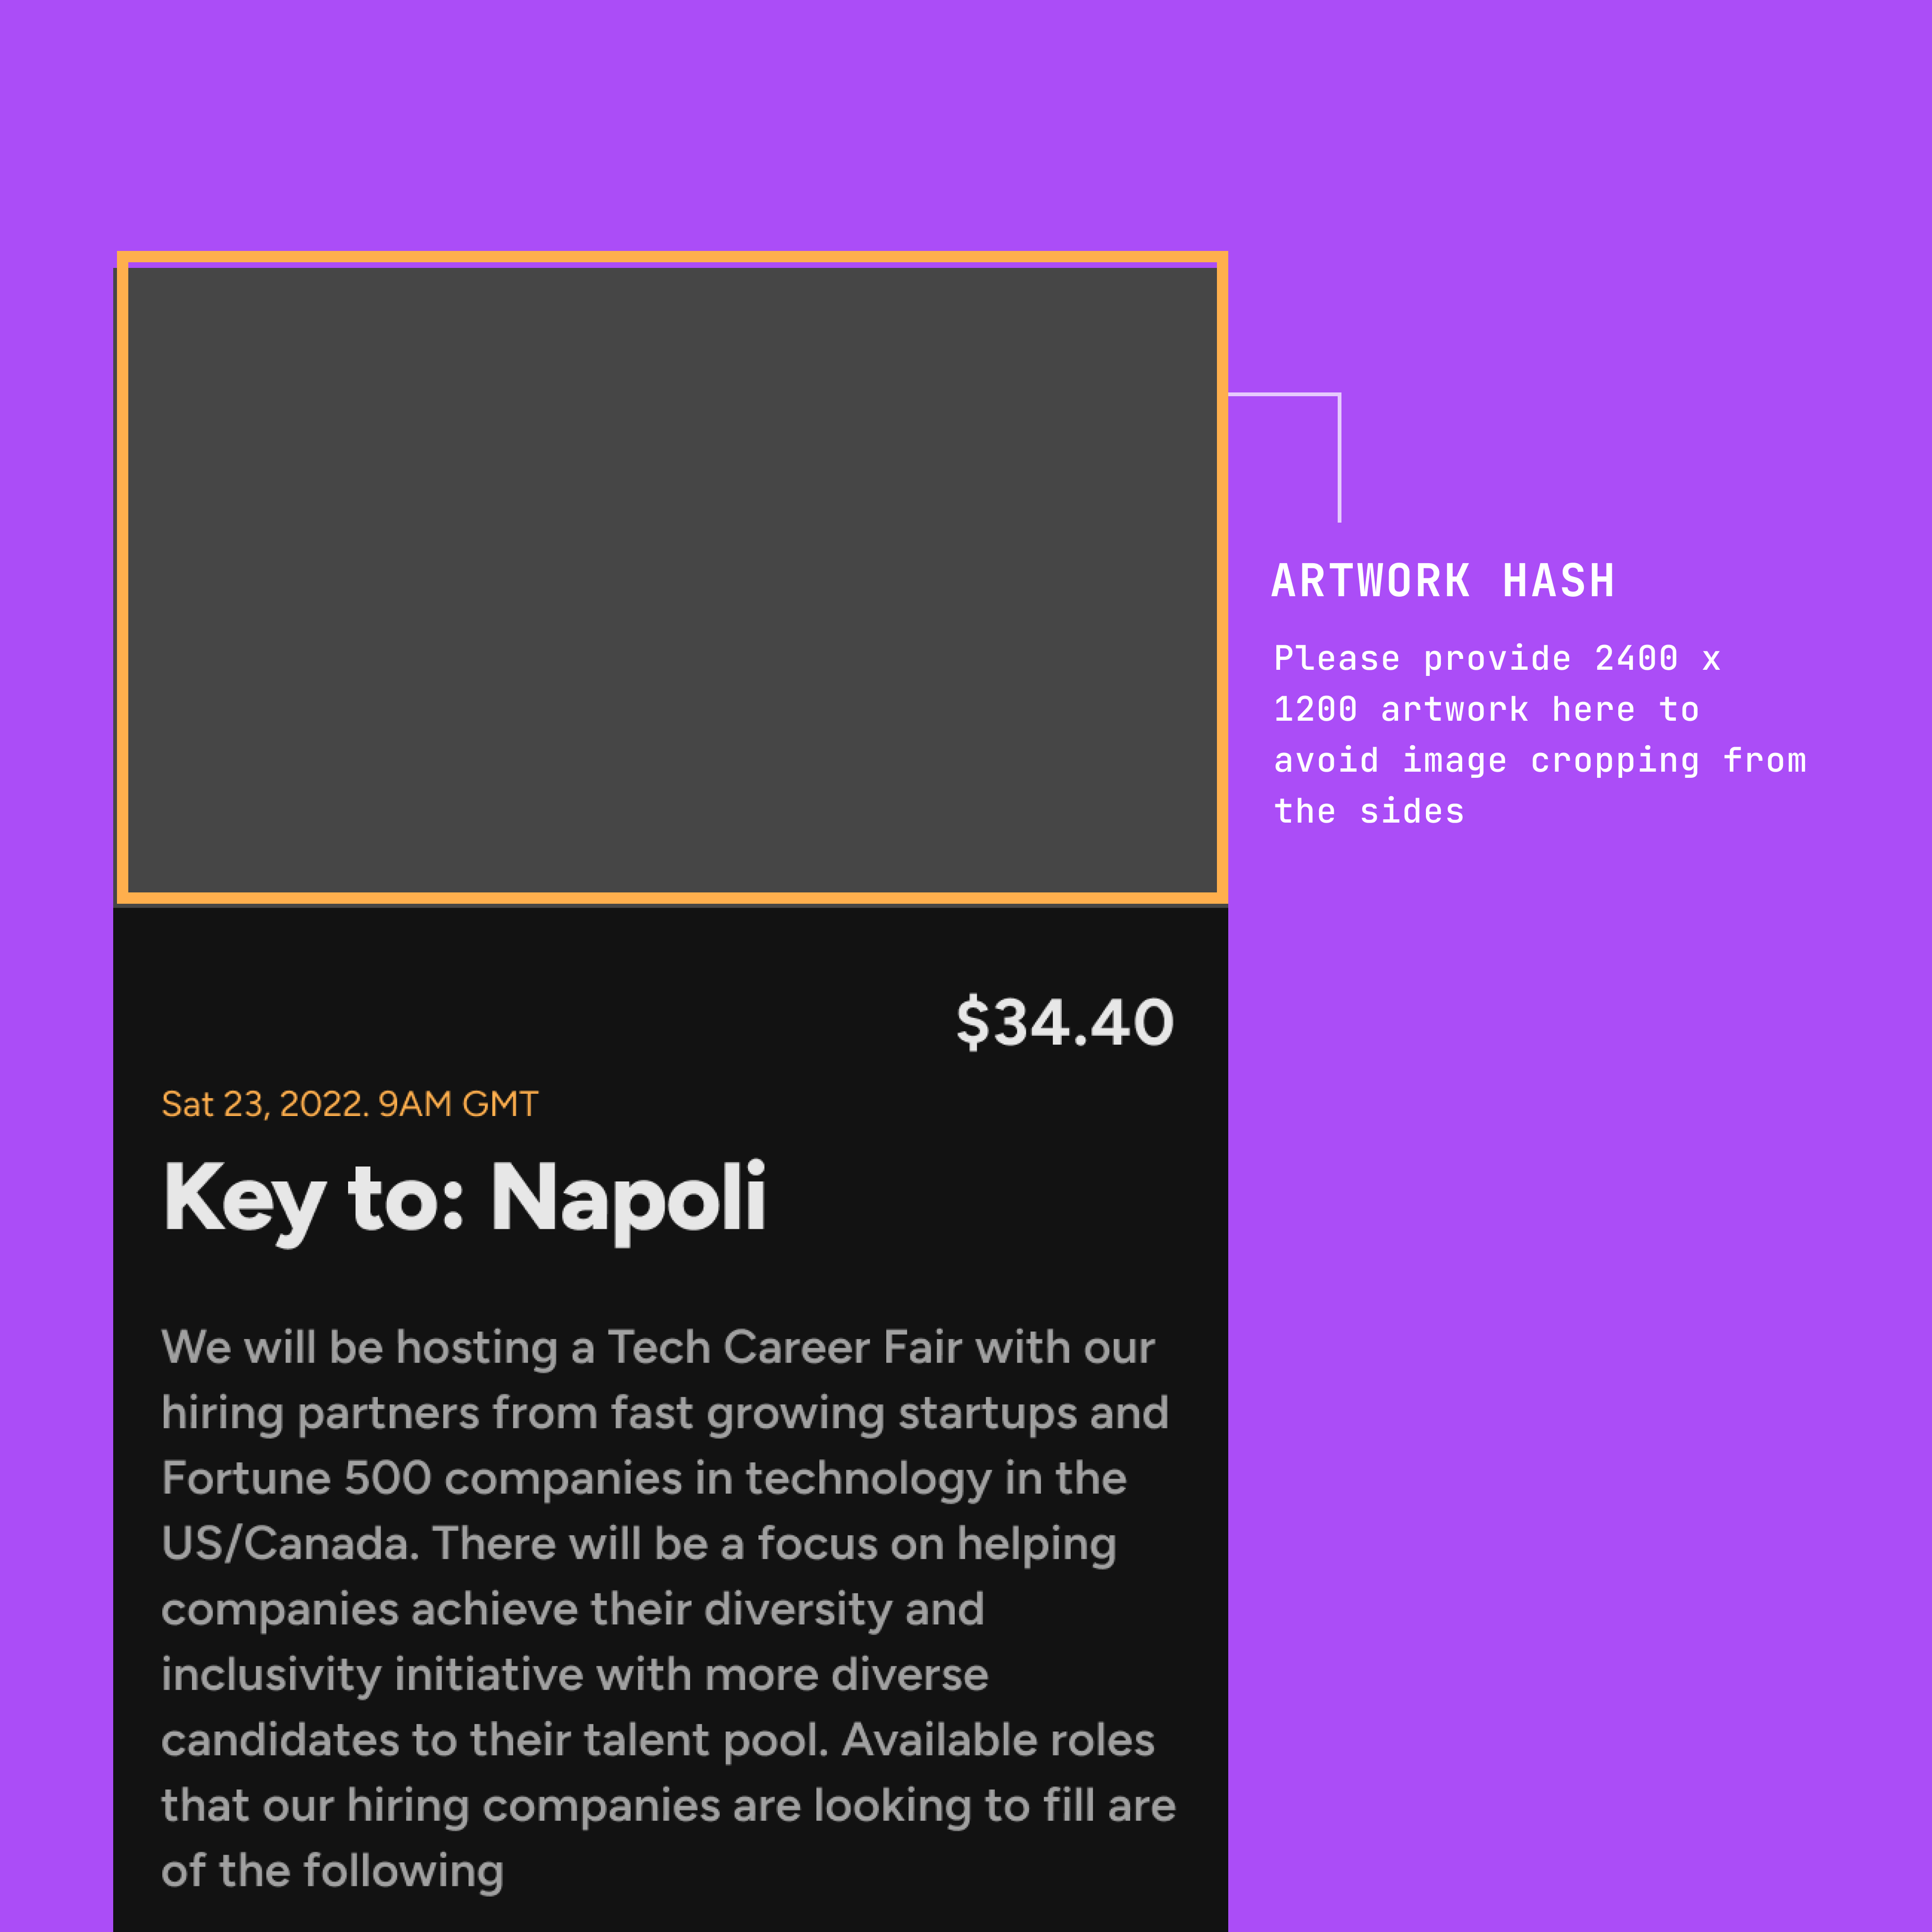 ARTWORK HASH
Please provide 2400 x
1200 artwork here to
avoid image cropping from
the sides
$34.40
Sat 23, 2022. 9AM GMT
Key to: Napoli
We will be hosting a Tech Career Fair with our
hiring partners from fast growing startups and
Fortune 500 companies in technology in the
US/Canada. There will be a focus on helping
companies achieve their diversity and
inclusivity initiative with more diverse
candidates to their talent pool. Available roles
that our hiring companies are looking to fill are
of the following